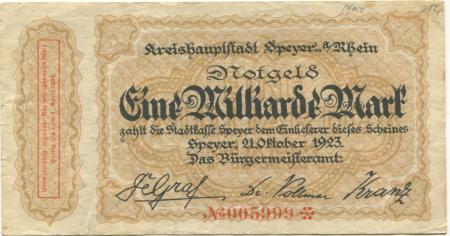 Kreishauptstadt Speyer a/Rhein
Notgeld
Eine Milliarde Mark
zahlt die Stadtkasse Speyer dem Einlieferer dieses Scheines
Speyer, 21. Oktober 1923.
Das Bürgermeisteramt:
Kranz
№ 005999 *